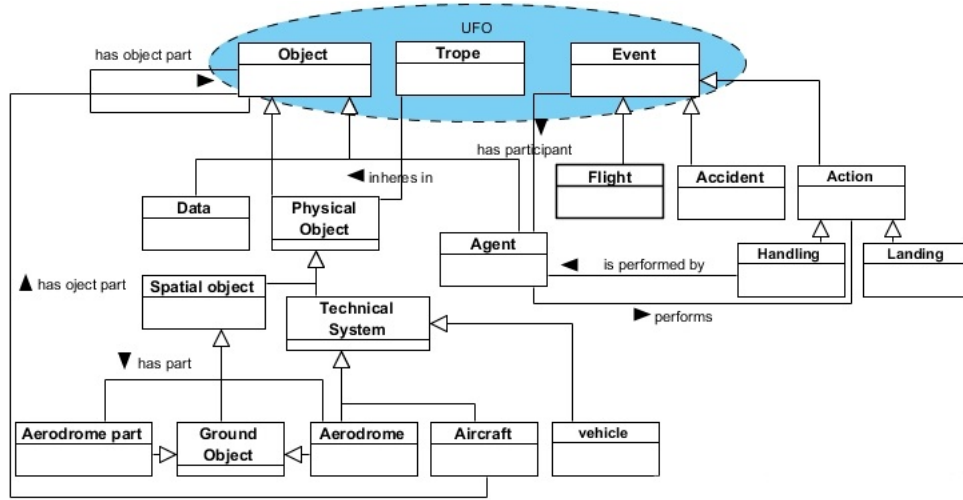 UFO
has object part
Object
Trope
Event
has participant
inheres in
Flight
Accident
Action
Data
Physical
Object
Agent
is performed by
Handling
Landing
has oject part
Spatial object
Technical
System
performs
has part
Aerodrome part
Ground
Object
Aerodrome
Aircraft
vehicle